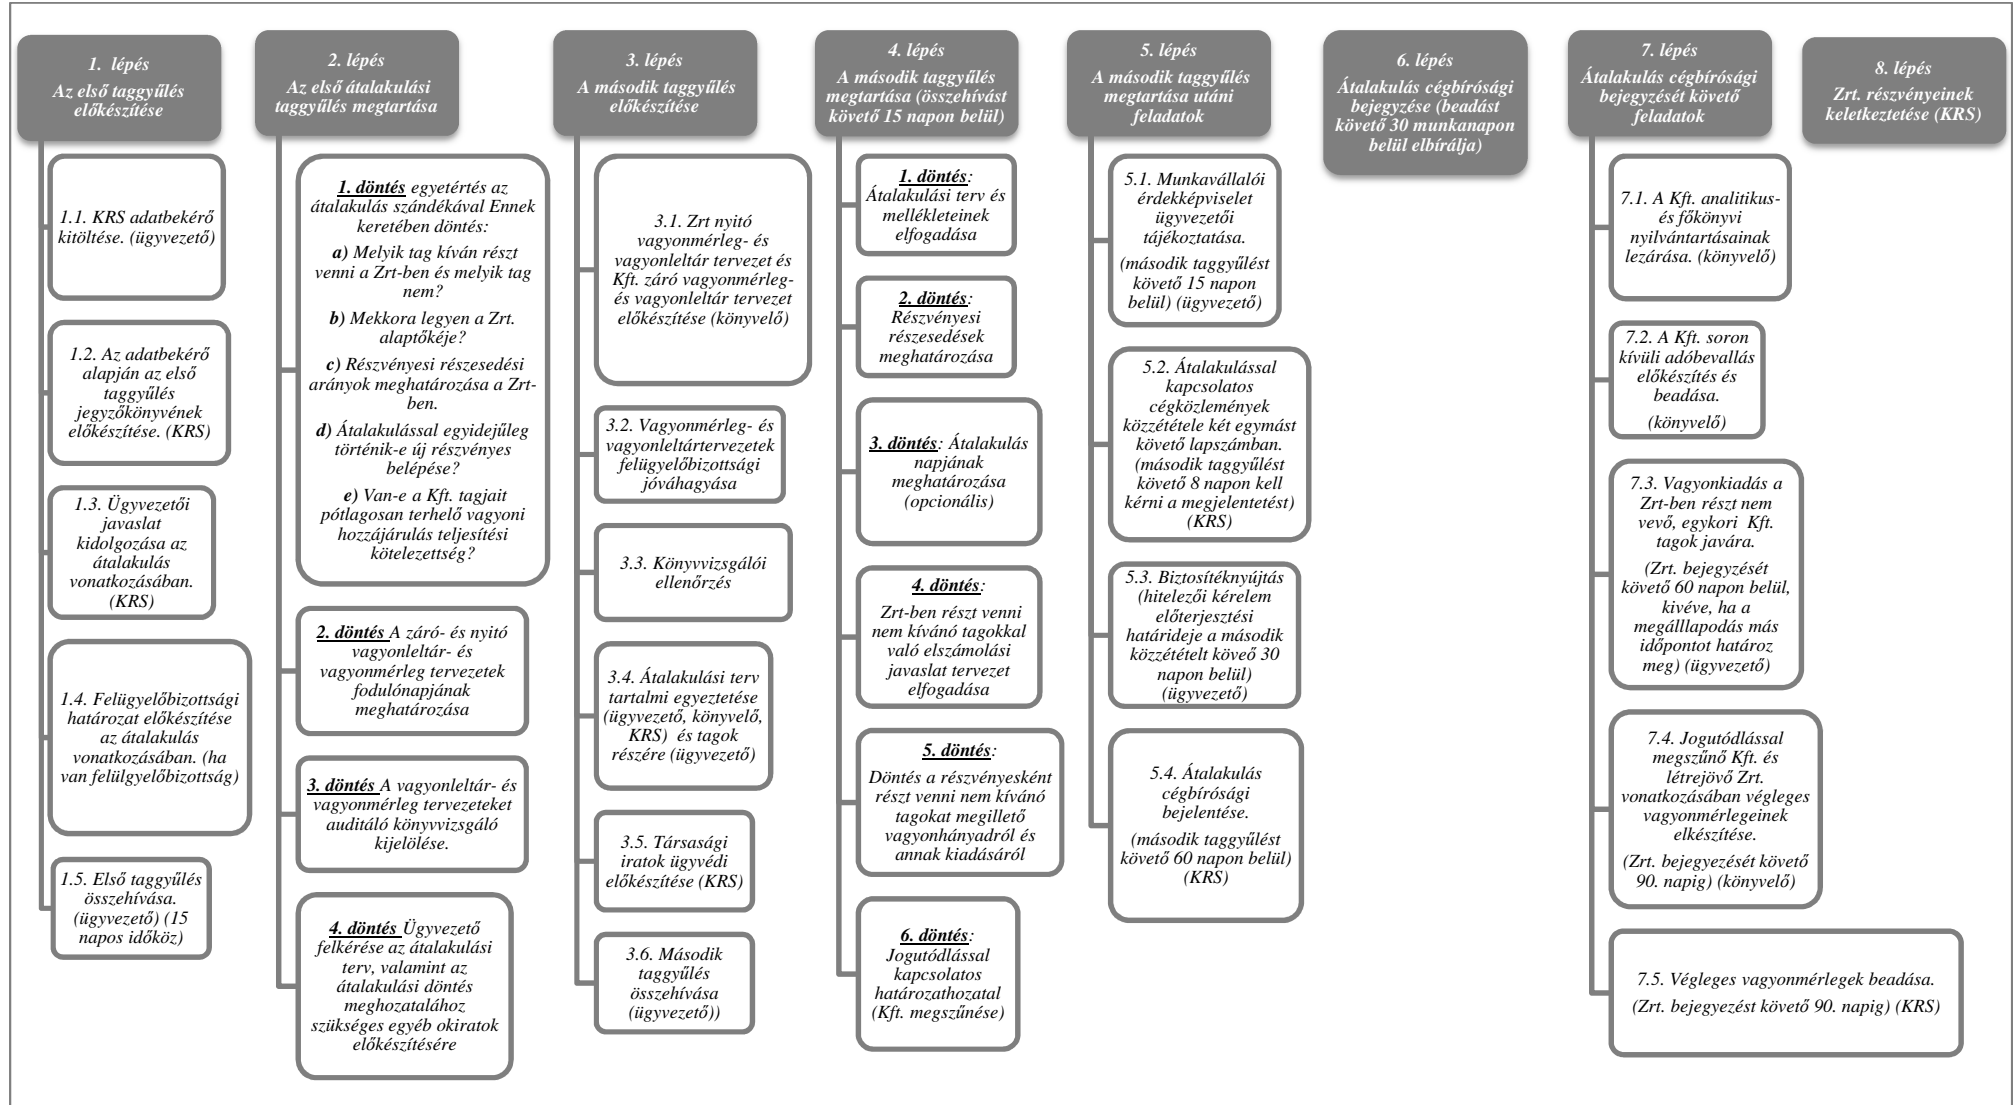 1. lépés
Az első taggyűlés
előkészítése
1.1. KRS adatbekérő
kitöltése. (ügyvezető)
1.2. Az adatbekérő
alapján az első
taggyűlés
jegyzőkönyvének
előkészítése. (KRS)
1.3. Ügyvezetői
javaslat
kidolgozása az
átalakulás
vonatkozásában.
(KRS)
1.4. Felügyelőbizottsági
határozat előkészítése
az átalakulás
vonatkozásában. (ha
van felülgyelőbizottság)
1.5. Első taggyűlés
összehívása.
(ügyvezető) (15
napos időköz)
2. lépés
Az első átalakulási
taggyűlés megtartása
1. döntés egyetértés az
átalakulás szándékával Ennek
keretében döntés:
a) Melyik tag kíván részt
venni a Zrt-ben és melyik tag
nem?
b) Mekkora legyen a Zrt.
alaptőkéje?
c) Részvényesi részesedési
arányok meghatározása a Zrt-
ben.
d) Átalakulással egyidejűleg
történik-e új részvényes
belépése?
e) Van-e a Kft. tagjait
pótlagosan terhelő vagyoni
hozzájárulás teljesítési
kötelezettség?
2. döntés A záró- és nyitó
vagyonleltár- és
vagyonmérleg tervezetek
fodulónapjának
meghatározása
3. döntés A vagyonleltár- és
vagyonmérleg tervezeteket
auditáló könyvvizsgáló
kijelölése.
4. döntés Ügyvezető
felkérése az átalakulási
terv, valamint az
átalakulási döntés
meghozatalához
szükséges egyéb okiratok
előkészítésére
3. lépés
A második taggyűlés
előkészítése
3.1. Zrt nyitó
vagyonmérleg- és
vagyonleltár tervezet és
Kft. záró vagyonmérleg-
és vagyonleltár tervezet
előkészítése (könyvelő)
3.2. Vagyonmérleg- és
vagyonleltártervezetek
felügyelőbizottsági
jóváhagyása
3.3. Könyvvizsgálói
ellenőrzés
3.4. Átalakulási terv
tartalmi egyeztetése
(ügyvezető, könyvelő,
KRS) és tagok
részére (ügyvezető)
3.5. Társasági
iratok ügyvédi
előkészítése (KRS)
3.6. Második
taggyűlés
összehívása
(ügyvezető))
4. lépés
A második taggyűlés
megtartása (összehívást
követő 15 napon belül)
1. döntés:
Átalakulási terv és
mellékleteinek
elfogadása
2. döntés:
Részvényesi
részesedések
meghatározása
3. döntés: Átalakulás
napjának
meghatározása
(opcionális)
4. döntés:
Zrt-ben részt venni
nem kívánó tagokkal
való elszámolási
javaslat tervezet
elfogadása
5. döntés:
Döntés a részvényesként
részt venni nem kívánó
tagokat megillető
vagyonhányadról és
annak kiadásáról
6. döntés:
Jogutódlással
kapcsolatos
határozathozatal
(Kft. megszűnése)
5. lépés
A második taggyűlés
megtartása utáni
feladatok
5.1. Munkavállalói
érdekképviselet
ügyvezetői
tájékoztatása.
(második taggyűlést
követő 15 napon
belül) (ügyvezető)
5.2. Átalakulással
kapcsolatos
cégközlemények
közzététele két egymást
követő lapszámban.
(második taggyűlést
követő 8 napon kell
kérni a megjelentetést)
(KRS)
5.3. Biztosítéknyújtás
(hitelezői kérelem
előterjesztési
határideje a második
közzétételt köveő 30
napon belül)
(ügyvezető)
5.4. Átalakulás
cégbírósági
bejelentése.
(második taggyűlést
követő 60 napon belül)
(KRS)
6. lépés
Átalakulás cégbírósági
bejegyzése (beadást
követő 30 munkanapon
belül elbírálja)
7. lépés
Átalakulás cégbírósági
bejegyzését követő
feladatok
7.1. A Kft. analitikus-
és főkönyvi
nyilvántartásainak
lezárása. (könyvelő)
7.2. A Kft. soron
kívüli adóbevallás
előkészítés és
beadása.
(könyvelő)
7.3. Vagyonkiadás a
Zrt-ben részt nem
vevő, egykori Kft.
tagok javára.
(Zrt. bejegyzését
követő 60 napon belül,
kivéve, ha a
megálllapodás más
időpontot határoz
meg) (ügyvezető)
7.4. Jogutódlással
megszűnő Kft. és
létrejövő Zrt.
vonatkozásában végleges
vagyonmérlegeinek
elkészítése.
(Zrt. bejegyezését követő
90. napig) (könyvelő)
7.5. Végleges vagyonmérlegek beadása.
(Zrt. bejegyzést követő 90. napig) (KRS)
8. lépés
Zrt. részvényeinek
keletkeztetése (KRS)